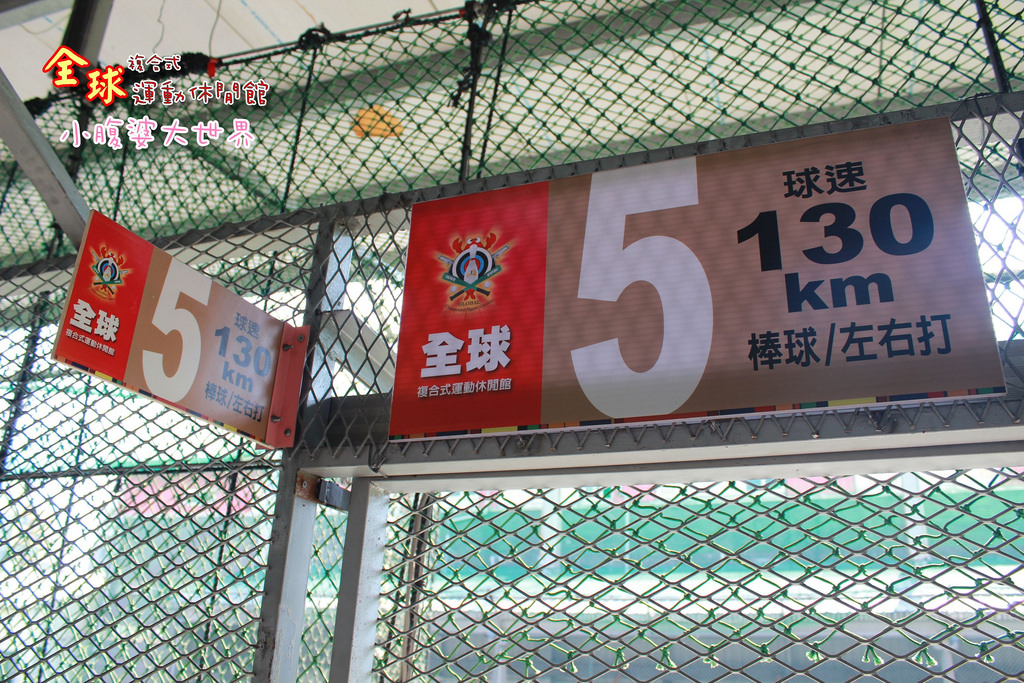 全球 複合式
運動休閒館
小腹婆大世界
全球
複合式運動休閒館
5
球速
130
km
棒球/左右打
GLOBAL
全球
複合式運動休閒館
5
球速
130
km
棒球/左右打